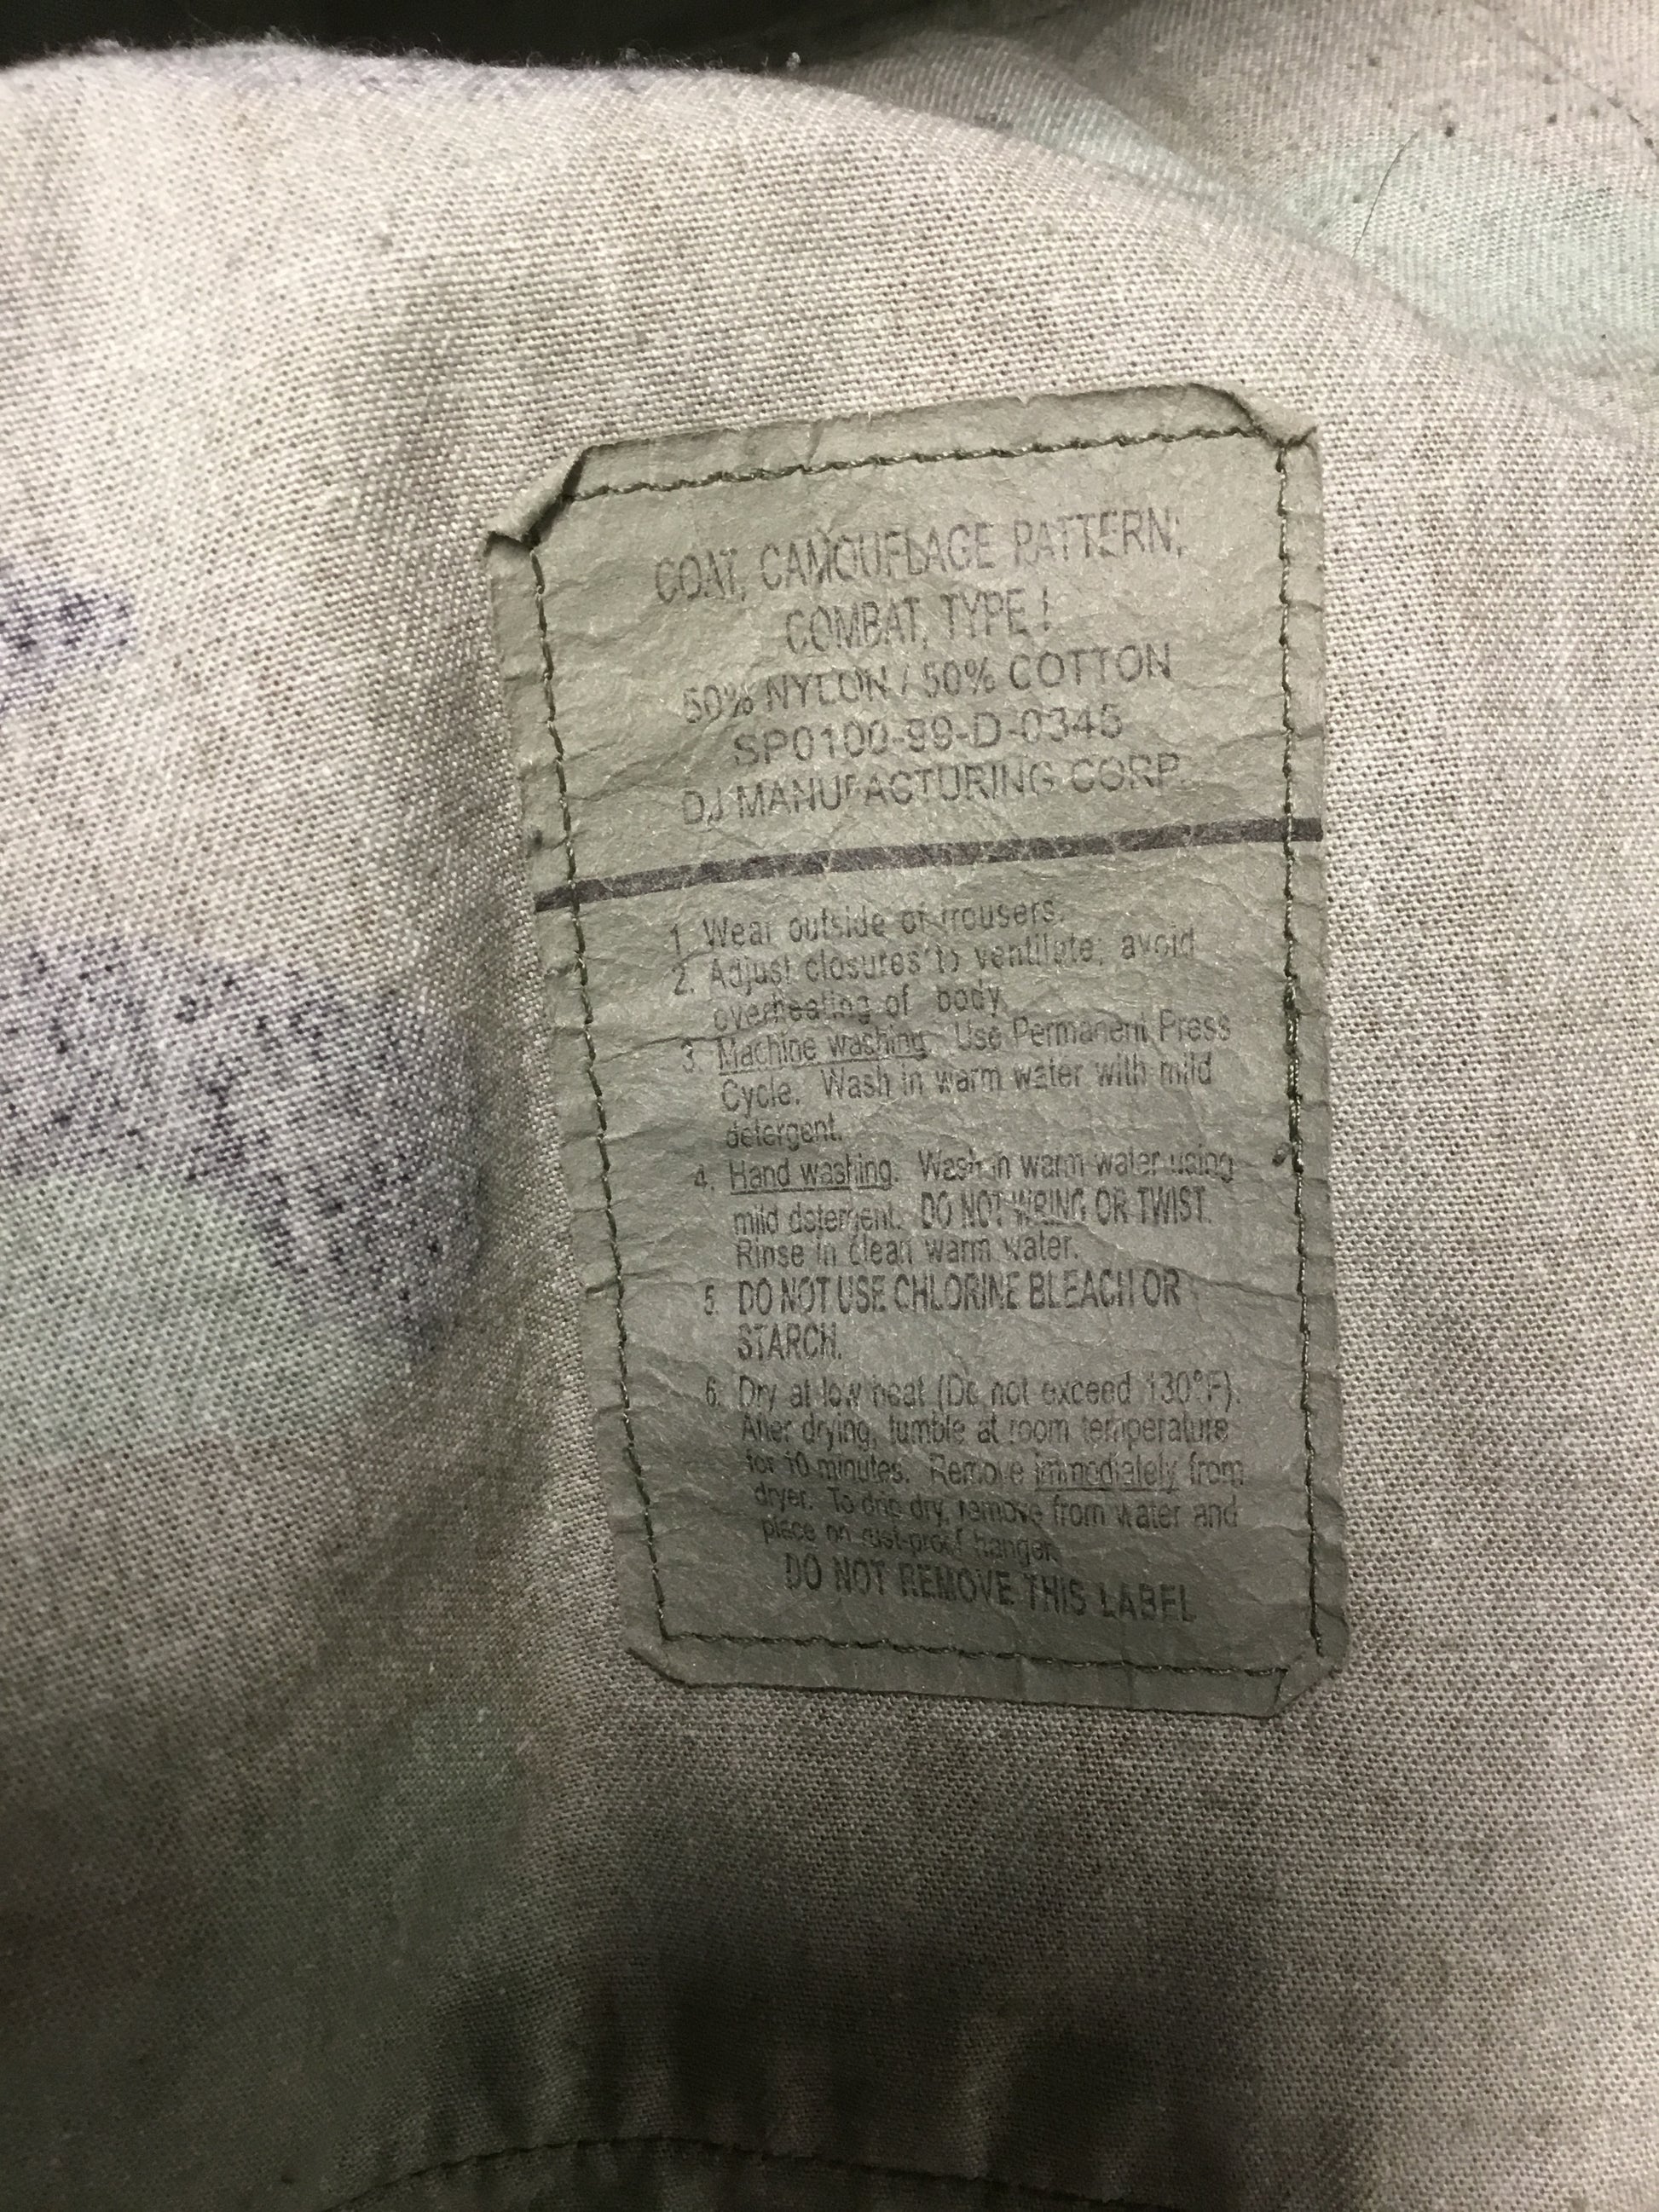 COAT, CAMOUFLAGE PATTERN,
COMBAT, TYPE I
50% NYLON / 50% COTTON
SP0100-99-D-0345
DJ MANUFACTURING CORP.
1. Wear outside of trousers.
2. Adjust closures to ventilate; avoid
overheating of body.
3. Machine washing. Use Permanent Press
Cycle. Wash in warm water with mild
detergent.
4. Hand washing. Wash in warm water using
mild detergent. DO NOT WRING OR TWIST.
Rinse in clean warm water.
5. DO NOT USE CHLORINE BLEACH OR
STARCH.
6. Dry at low heat (Do not exceed 130°F).
After drying, tumble at room temperature
for 10 minutes. Remove immediately from
dryer. To drip dry, remove from water and
place on rust-proof hanger.
DO NOT REMOVE THIS LABEL